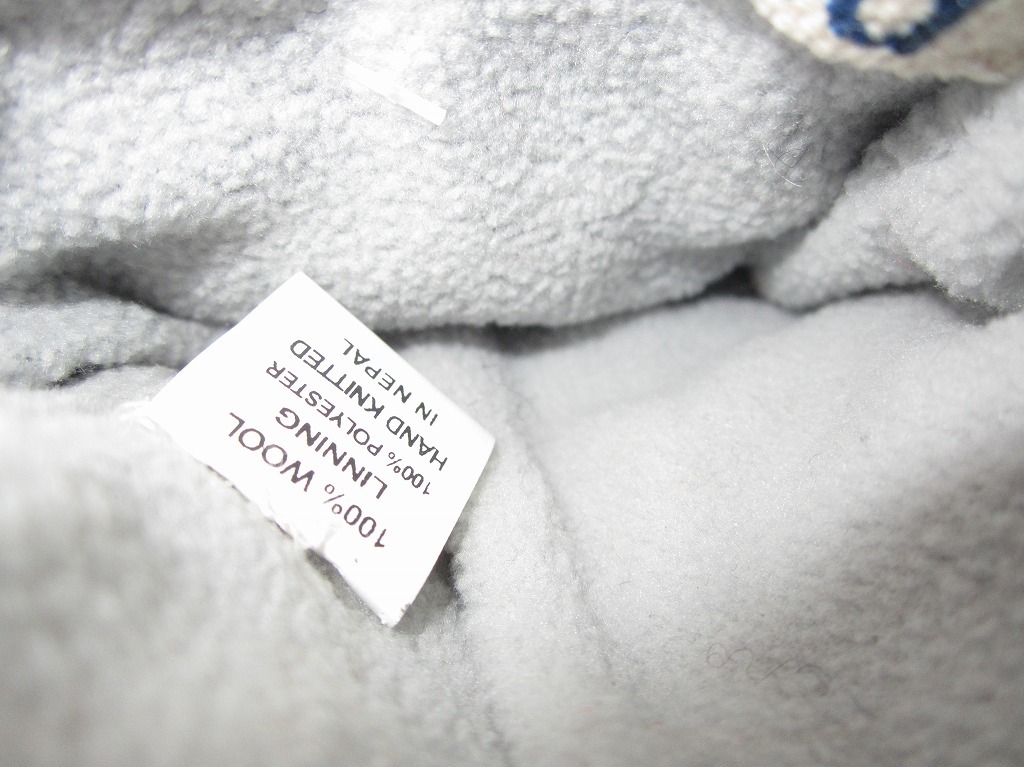 100% WOOL
LINNING
100% POLYESTER
HAND KNITTED
IN NEPAL